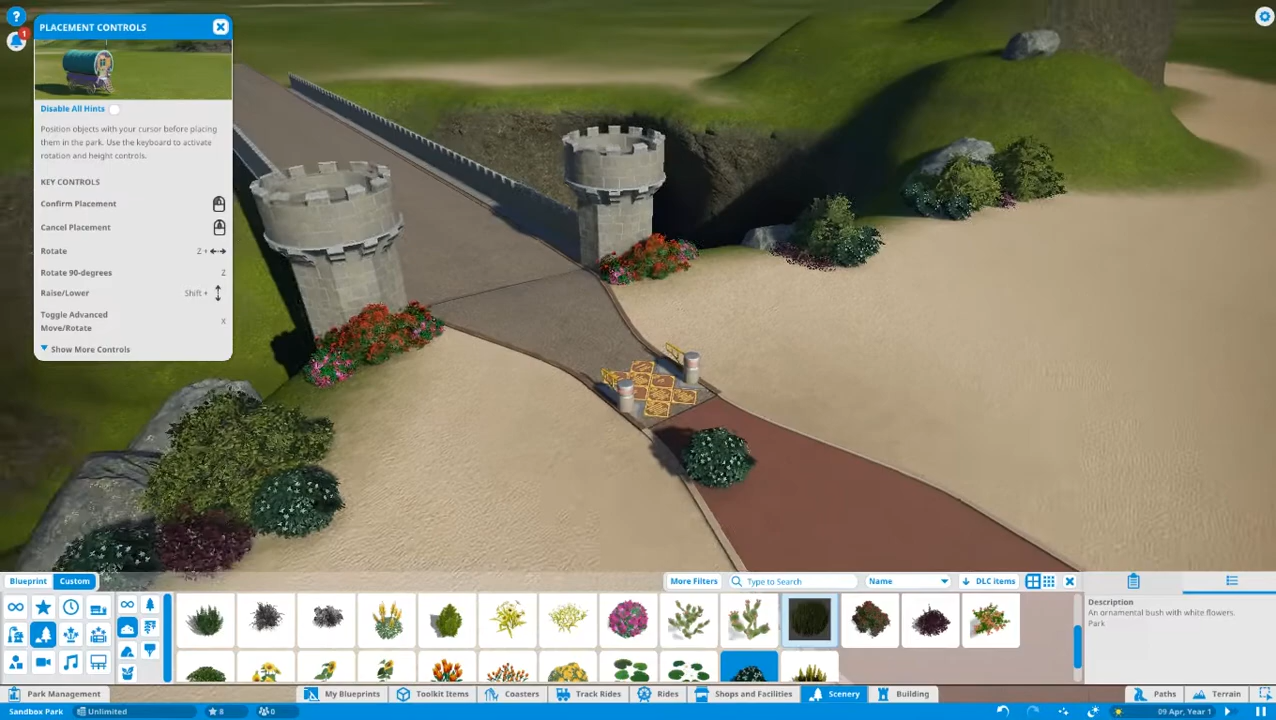 ?
1
PLACEMENT CONTROLS
Disable All Hints
Position objects with your cursor before placing
them in the park. Use the keyboard to activate
rotation and height controls.
KEY CONTROLS
Confirm Placement
Cancel Placement
Rotate Z +
Rotate 90-degrees Z
Raise/Lower Shift +
Toggle Advanced
Move/Rotate X
Show More Controls
Blueprint Custom More Filters Type to Search Name DLC items
Description
An ornamental bush with white flowers.
Park
Park Management My Blueprints Toolkit Items Coasters Track Rides Rides Shops and Facilities Scenery Building Paths Terrain
Sandbox Park Unlimited 8 0 09 Apr, Year 1